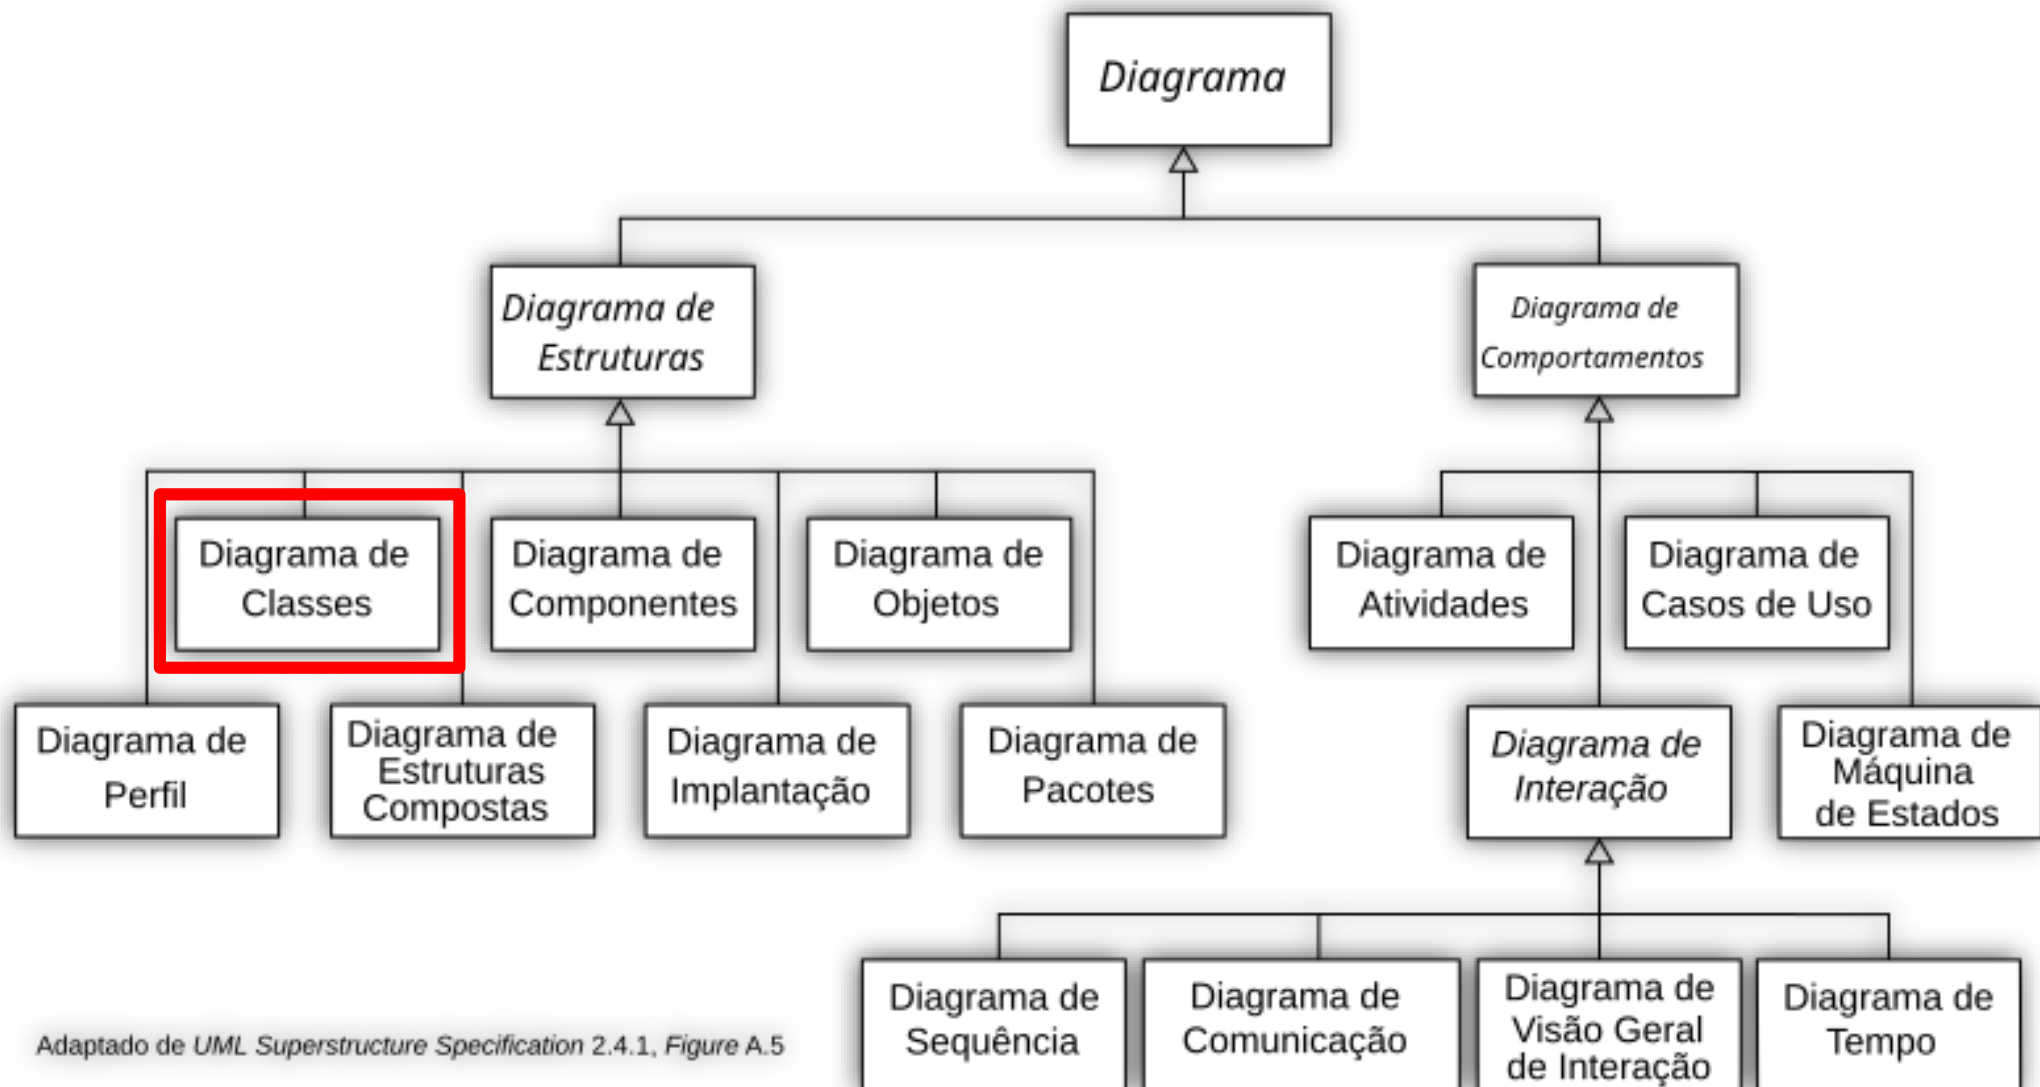 Diagrama
Diagrama de
Estruturas
Diagrama de
Comportamentos
Diagrama de
Classes
Diagrama de
Componentes
Diagrama de
Objetos
Diagrama de
Atividades
Diagrama de
Casos de Uso
Diagrama de
Perfil
Diagrama de
Estruturas
Compostas
Diagrama de
Implantação
Diagrama de
Pacotes
Diagrama de
Interação
Diagrama de
Máquina
de Estados
Diagrama de
Sequência
Diagrama de
Comunicação
Diagrama de
Visão Geral
de Interação
Diagrama de
Tempo
Adaptado de UML Superstructure Specification 2.4.1, Figure A.5